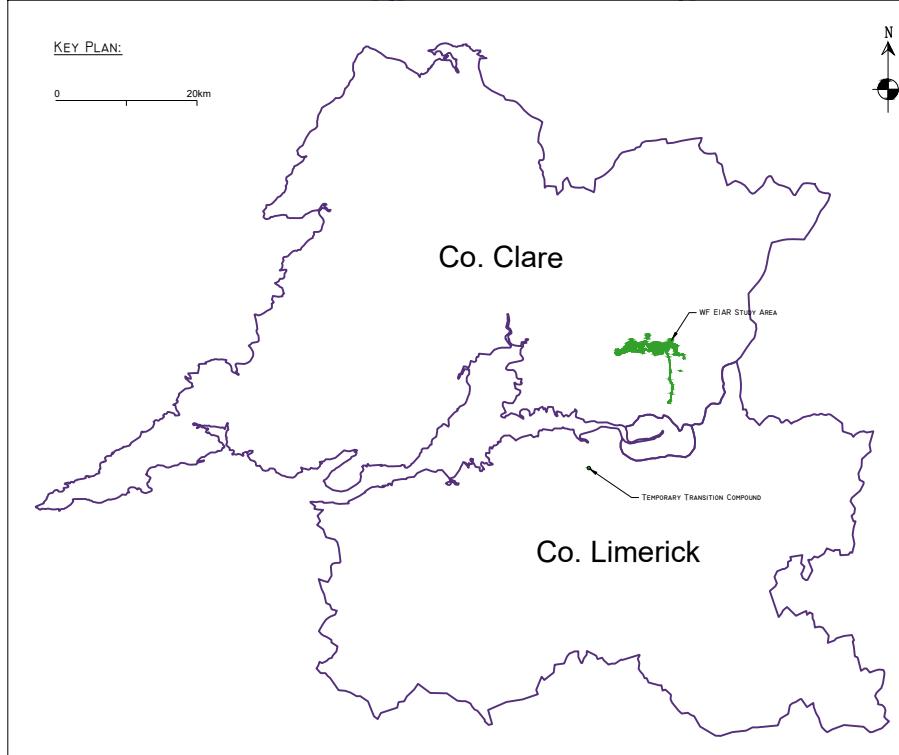 KEY PLAN:
N
0 20km
Co. Clare
WF EIAR STUDY AREA
TEMPORARY TRANSITION COMPOUND
Co. Limerick